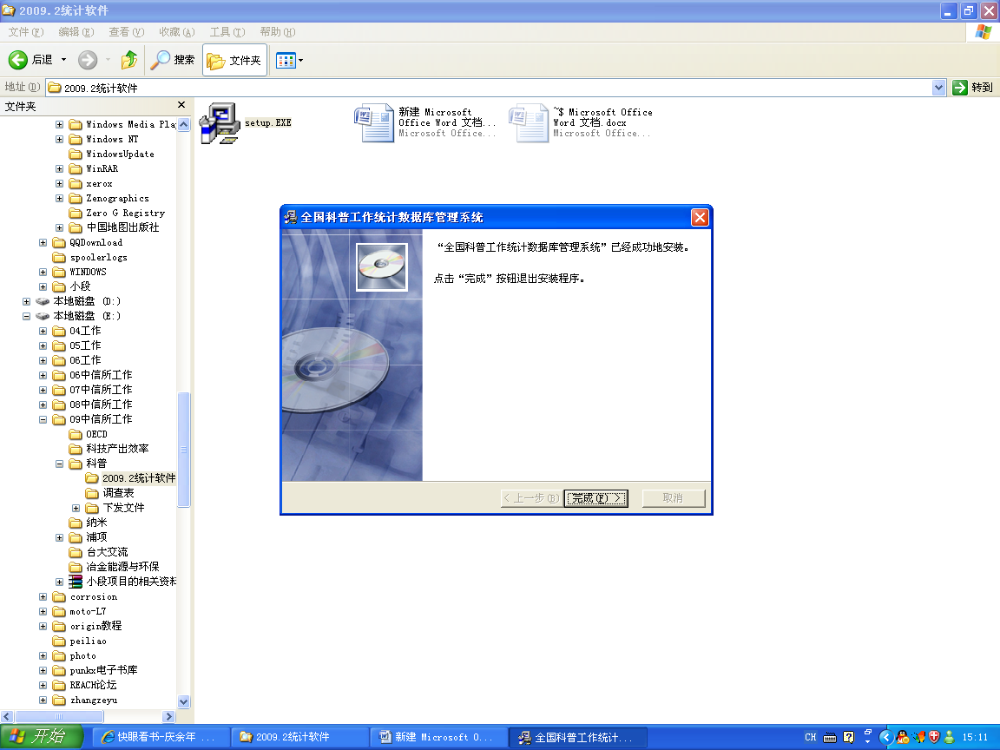 2009.2统计软件
文件(F) 编辑(E) 查看(V) 收藏(A) 工具(T) 帮助(H)
后退 搜索 文件夹
地址(D) 2009.2统计软件 转到
文件夹
Windows Media Pla
Windows NT
WindowsUpdate
WinRAR
xerox
Zenographics
Zero G Registry
中国地图出版社
QQDownload
spoolerlogs
WINDOWS
小段
本地磁盘 (D:)
本地磁盘 (E:)
04工作
05工作
06工作
06中信所工作
07中信所工作
08中信所工作
09中信所工作
OECD
科技产出效率
科普
2009.2统计软件
调查表
下发文件
纳米
浦项
台大交流
冶金能源与环保
小段项目的相关资料
corrosion
moto-L7
origin教程
peiliao
photo
punkx电子书库
REACH论坛
zhangzeyu
setup.EXE
新建 Microsoft
Office Word 文档...
Microsoft Office...
~$ Microsoft Office
Word 文档.docx
Microsoft Office...
全国科普工作统计数据库管理系统
“全国科普工作统计数据库管理系统”已经成功地安装。
点击“完成”按钮退出安装程序。
< 上一步(B) 完成(F) > 取消
开始 快眼看书-庆余年 ... 2009.2统计软件 新建 Microsoft O... 全国科普工作统计... CH 15:11